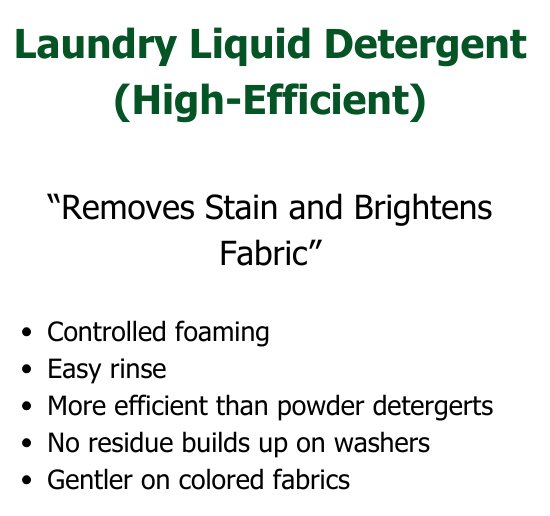 Laundry Liquid Detergent
(High-Efficient)
“Removes Stain and Brightens
Fabric”
• Controlled foaming
• Easy rinse
• More efficient than powder detergerts
• No residue builds up on washers
• Gentler on colored fabrics